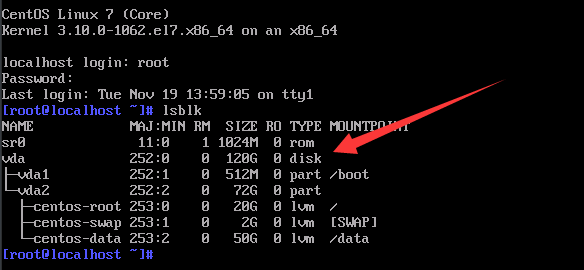 CentOS Linux 7 (Core)
Kernel 3.10.0-1062.el7.x86_64 on an x86_64
localhost login: root
Password:
Last login: Tue Nov 19 13:59:05 on tty1
[root@localhost ~]# lsblk
NAME MAJ:MIN RM SIZE RO TYPE MOUNTPOINT
sr0 11:0 1 1024M 0 rom
vda 252:0 0 120G 0 disk
├─vda1 252:1 0 512M 0 part /boot
└─vda2 252:2 0 72G 0 part
├─centos-root 253:0 0 20G 0 lvm /
├─centos-swap 253:1 0 2G 0 lvm [SWAP]
└─centos-data 253:2 0 50G 0 lvm /data
[root@localhost ~]#